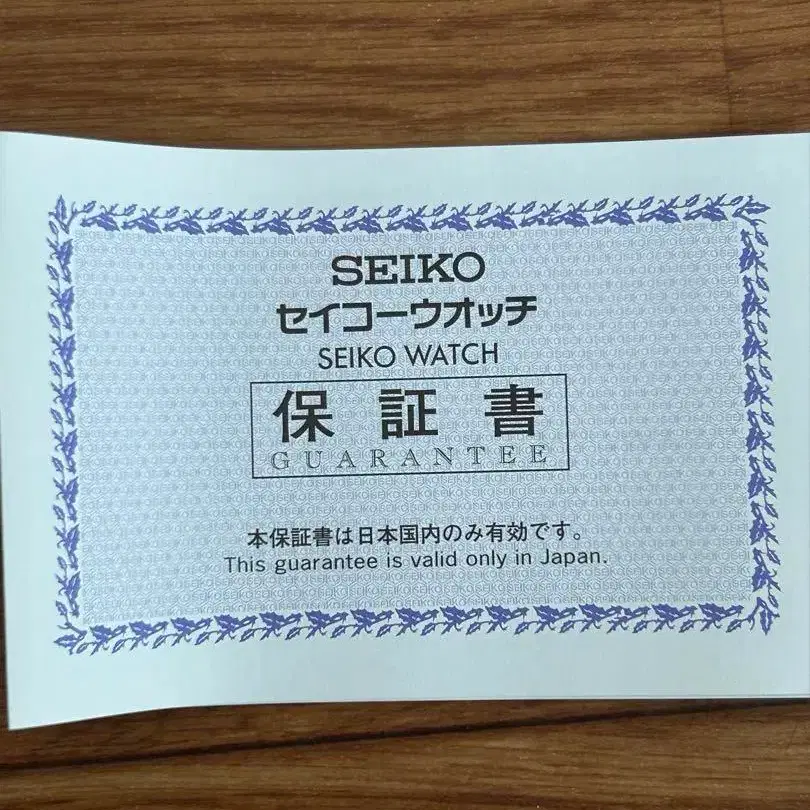 SEIKO
セイコーウオッチ
SEIKO WATCH
保証書
GUARANTEE
本保証書は日本国内のみ有効です。
This guarantee is valid only in Japan.